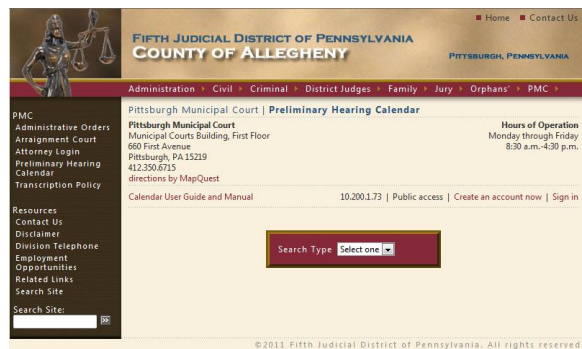 Home Contact Us
FIFTH JUDICIAL DISTRICT OF PENNSYLVANIA
COUNTY OF ALLEGHENY
PITTSBURGH, PENNSYLVANIA
Administration Civil Criminal District Judges Family Jury Orphans' PMC
PMC
Administrative Orders
Arraignment Court
Attorney Login
Preliminary Hearing
Calendar
Transcription Policy
Resources
Contact Us
Disclaimer
Division Telephone
Employment
Opportunities
Related Links
Search Site
Search Site:
Pittsburgh Municipal Court | Preliminary Hearing Calendar
Pittsburgh Municipal Court
Municipal Courts Building, First Floor
660 First Avenue
Pittsburgh, PA 15219
412.350.6715
directions by MapQuest
Hours of Operation
Monday through Friday
8:30 a.m.-4:30 p.m.
Calendar User Guide and Manual
10.200.1.73 | Public access | Create an account now | Sign in
Search Type Select one
©2011 Fifth Judicial District of Pennsylvania. All rights reserved